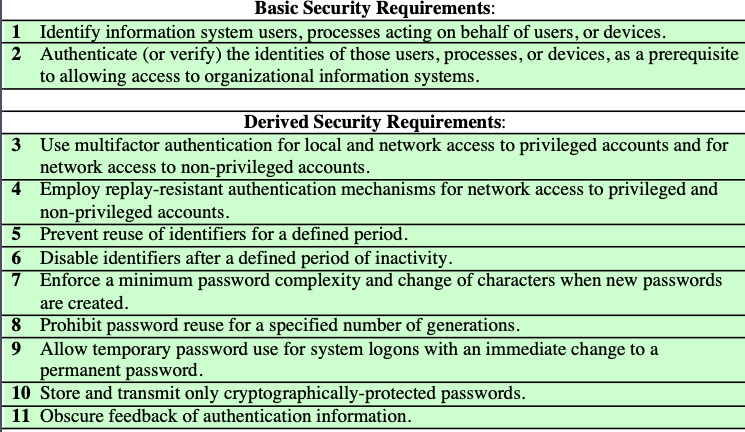 Basic Security Requirements:
1 Identify information system users, processes acting on behalf of users, or devices.
2 Authenticate (or verify) the identities of those users, processes, or devices, as a prerequisite
to allowing access to organizational information systems.
Derived Security Requirements:
3 Use multifactor authentication for local and network access to privileged accounts and for
network access to non-privileged accounts.
4 Employ replay-resistant authentication mechanisms for network access to privileged and
non-privileged accounts.
5 Prevent reuse of identifiers for a defined period.
6 Disable identifiers after a defined period of inactivity.
7 Enforce a minimum password complexity and change of characters when new passwords
are created.
8 Prohibit password reuse for a specified number of generations.
9 Allow temporary password use for system logons with an immediate change to a
permanent password.
10 Store and transmit only cryptographically-protected passwords.
11 Obscure feedback of authentication information.